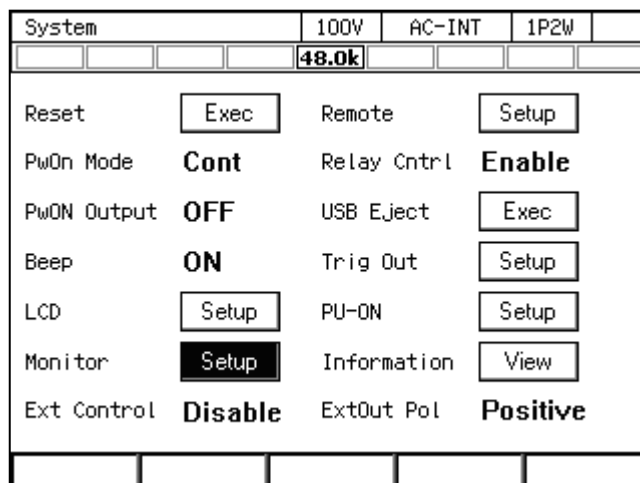 System 100V AC-INT 1P2W
48.0k
Reset Exec Remote Setup
PwOn Mode Cont Relay Cntrl Enable
PwON Output OFF USB Eject Exec
Beep ON Trig Out Setup
LCD Setup PU-ON Setup
Monitor Setup Information View
Ext Control Disable ExtOut Pol Positive